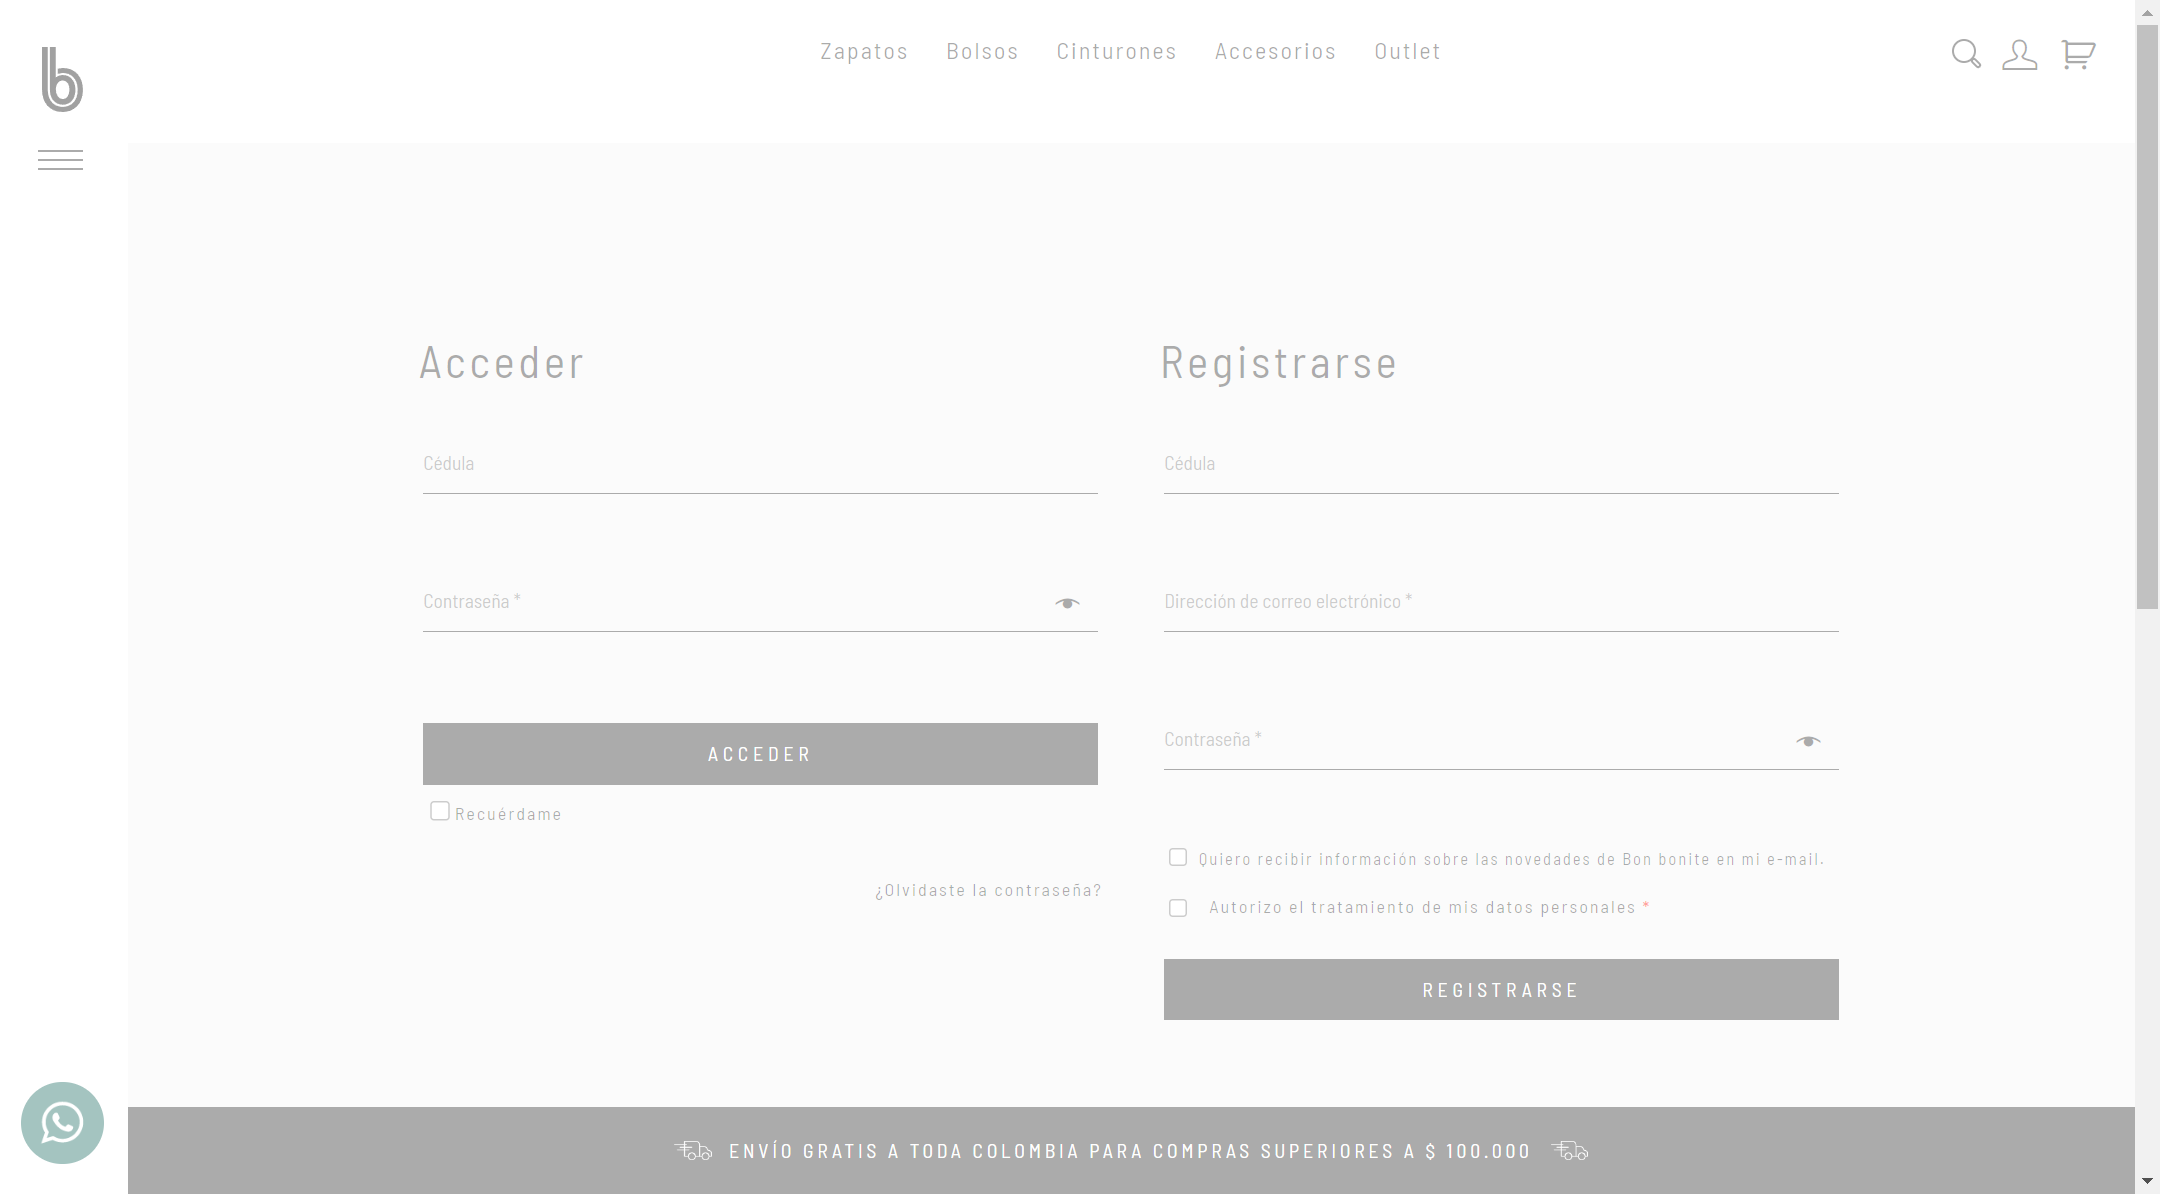 b
Zapatos Bolsos Cinturones Accesorios Outlet
Acceder
Cédula
Contraseña *
ACCEDER
Recuérdame
¿Olvidaste la contraseña?
Registrarse
Cédula
Dirección de correo electrónico *
Contraseña *
Quiero recibir información sobre las novedades de Bon bonite en mi e-mail.
Autorizo el tratamiento de mis datos personales *
REGISTRARSE
ENVÍO GRATIS A TODA COLOMBIA PARA COMPRAS SUPERIORES A $ 100.000